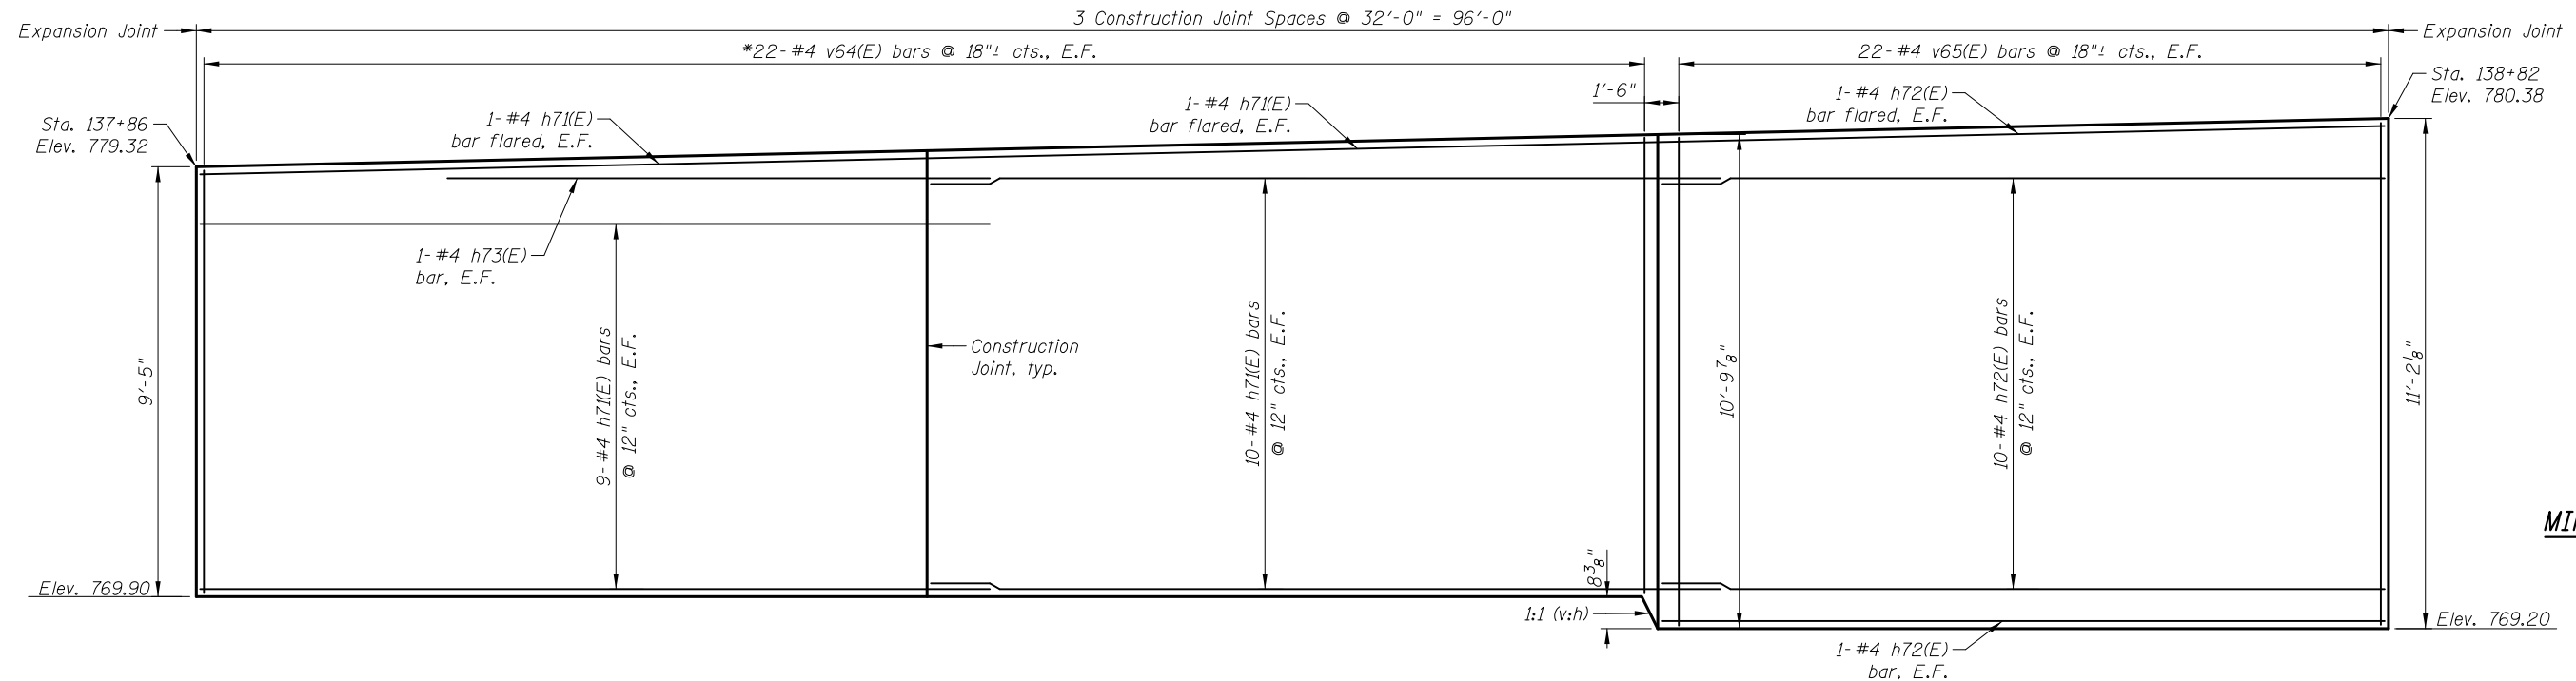 3 Construction Joint Spaces @ 32'-0" = 96'-0"
Expansion Joint
Expansion Joint
*22-#4 v64(E) bars @ 18"± cts., E.F.
22-#4 v65(E) bars @ 18"± cts., E.F.
Sta. 138+82
Elev. 780.38
1'-6"
1-#4 h71(E)
bar flared, E.F.
1-#4 h71(E)
bar flared, E.F.
1-#4 h72(E)
bar flared, E.F.
Sta. 137+86
Elev. 779.32
1-#4 h73(E)
bar, E.F.
9'-5"
9-#4 h71(E) bars
@ 12" cts., E.F.
Construction
Joint, typ.
10-#4 h71(E) bars
@ 12" cts., E.F.
10'-9 7/8"
10-#4 h72(E) bars
@ 12" cts., E.F.
11'-2 1/8"
8 3/8"
Elev. 769.90
1:1 (v:h)
Elev. 769.20
1-#4 h72(E)
bar, E.F.